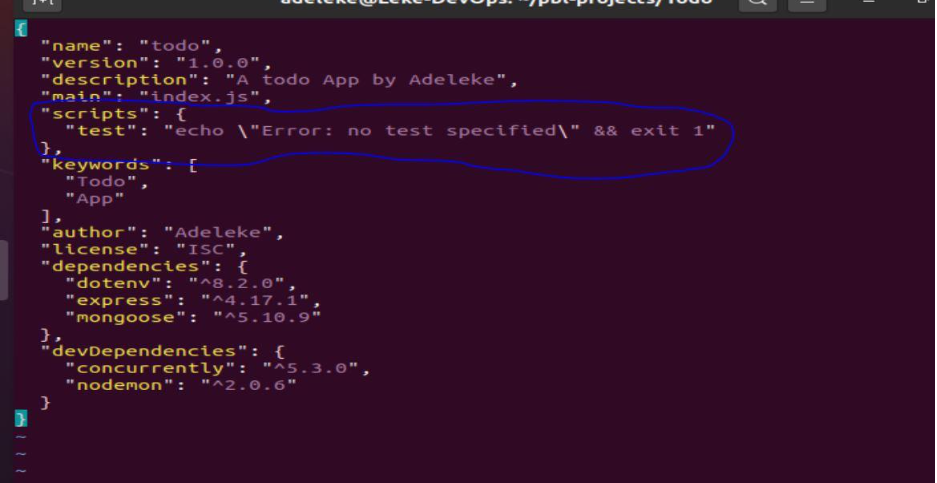 adeleke@Leke-DevOps: ~/pbl-projects/Todo
{
  "name": "todo",
  "version": "1.0.0",
  "description": "A todo App by Adeleke",
  "main": "index.js",
  "scripts": {
    "test": "echo \"Error: no test specified\" && exit 1"
  },
  "keywords": [
    "Todo",
    "App"
  ],
  "author": "Adeleke",
  "license": "ISC",
  "dependencies": {
    "dotenv": "^8.2.0",
    "express": "^4.17.1",
    "mongoose": "^5.10.9"
  },
  "devDependencies": {
    "concurrently": "^5.3.0",
    "nodemon": "^2.0.6"
  }
}
~
~
~